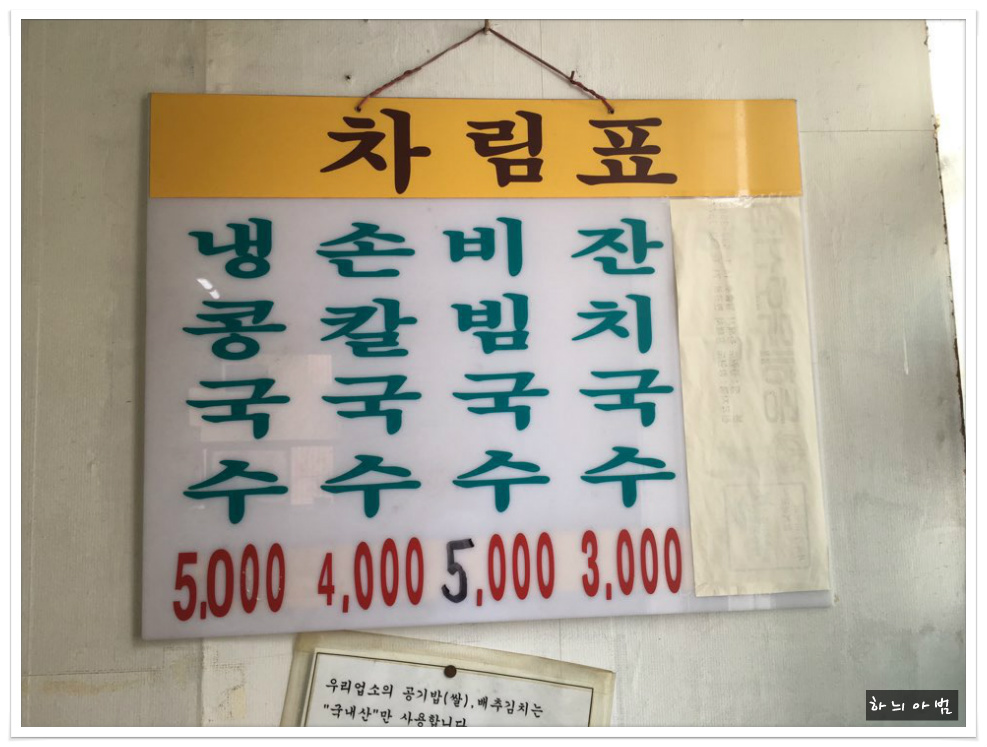 차림표
냉콩국수
5,000
손칼국수
4,000
비빔국수
5,000
잔치국수
3,000
우리업소의 공기밥(쌀), 배추김치는
"국내산"만 사용합니다
하늬아범